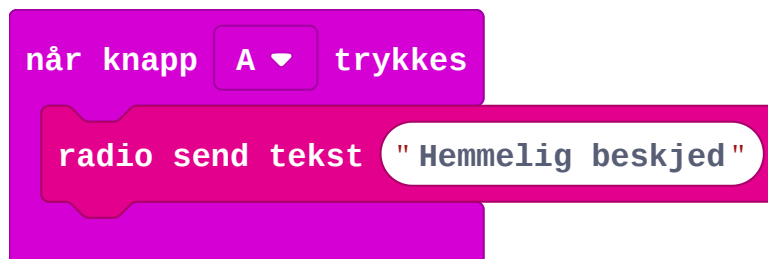 når knapp A trykkes
radio send tekst "Hemmelig beskjed"